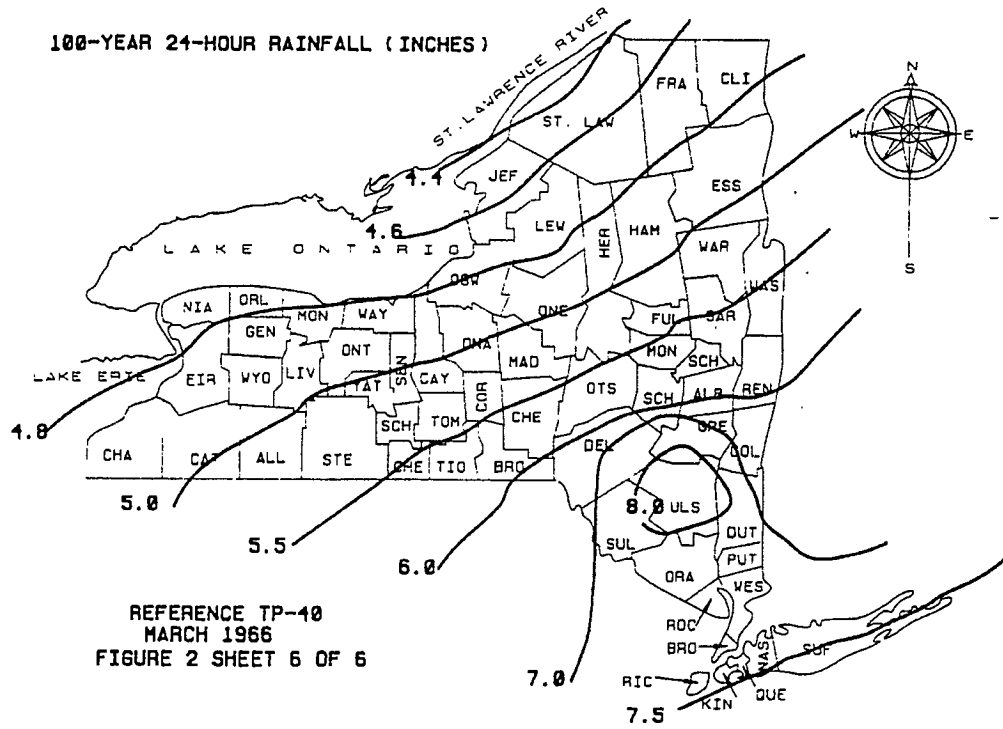 100-YEAR 24-HOUR RAINFALL (INCHES)
ST. LAWRENCE RIVER
N
W
E
S
FRA
CLI
ST. LAW
4.4
JEF
ESS
4.6
LEW
HER
HAM
WAR
LAKE ONTARIO
OSW
WAS
NIA
ORL
MON
WAY
ONE
FUL
SAR
GEN
ONT
SEN
ONA
MAD
MON
SCH
LAKE ERIE
EIR
WYO
LIV
YAT
CAY
COR
OTS
SCH
ALB
REN
4.8
SCH
TOM
CHE
GRE
CHA
CAT
ALL
STE
CHE
TIO
BRO
DEL
COL
5.0
8.0
ULS
5.5
SUL
DUT
6.0
PUT
ORA
WES
REFERENCE TP-40
MARCH 1966
FIGURE 2 SHEET 6 OF 6
ROC
BRO
NAS
SUF
7.0
RIC
KIN
QUE
7.5